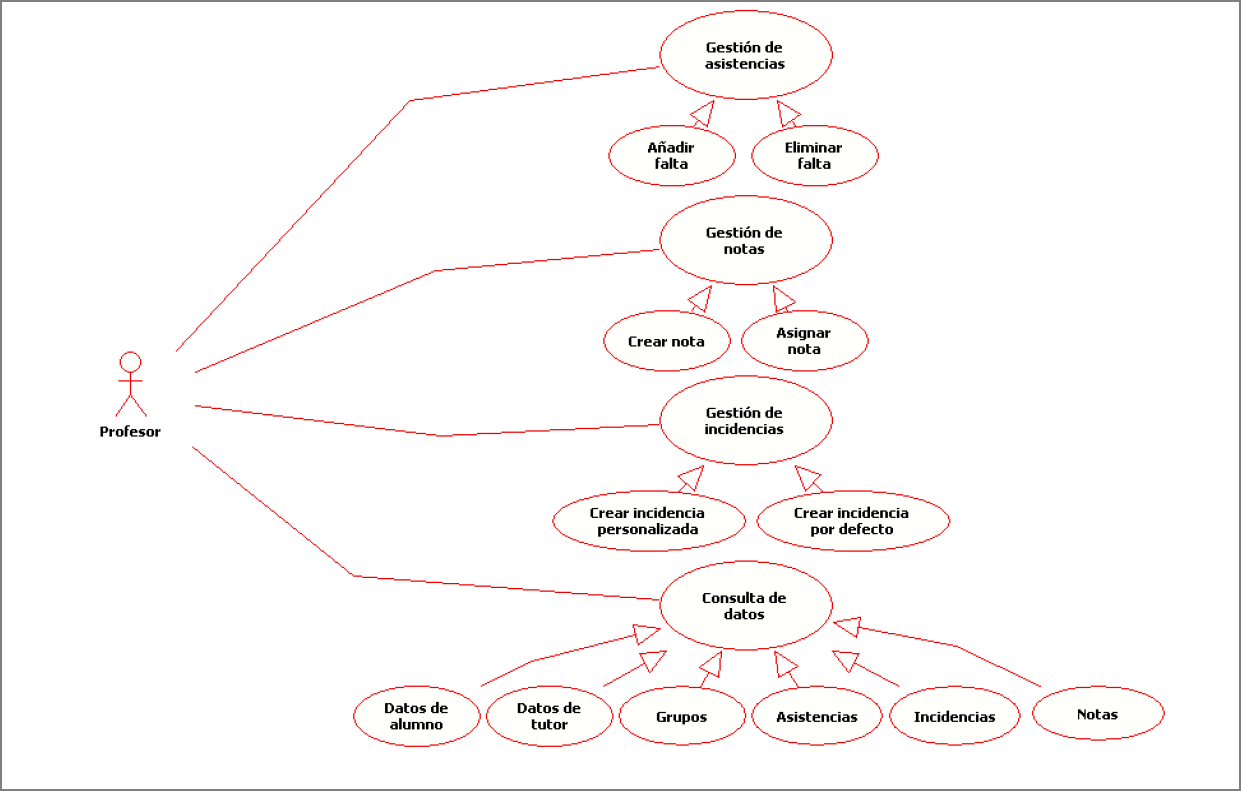 Gestión de
asistencias
Añadir
falta
Eliminar
falta
Gestión de
notas
Crear nota
Asignar
nota
Profesor
Gestión de
incidencias
Crear incidencia
personalizada
Crear incidencia
por defecto
Consulta de
datos
Datos de
alumno
Datos de
tutor
Grupos
Asistencias
Incidencias
Notas